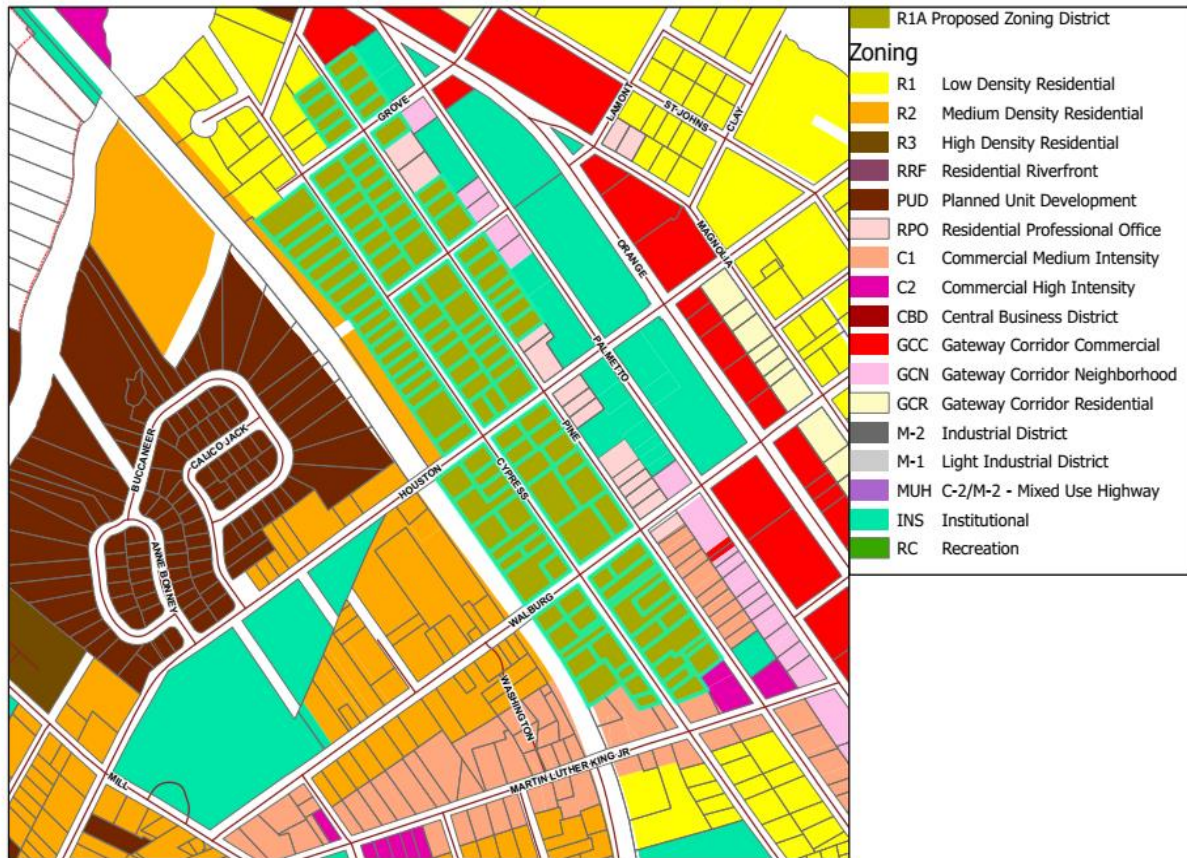 R1A Proposed Zoning District
Zoning
R1 Low Density Residential
R2 Medium Density Residential
R3 High Density Residential
RRF Residential Riverfront
PUD Planned Unit Development
RPO Residential Professional Office
C1 Commercial Medium Intensity
C2 Commercial High Intensity
CBD Central Business District
GCC Gateway Corridor Commercial
GCN Gateway Corridor Neighborhood
GCR Gateway Corridor Residential
M-2 Industrial District
M-1 Light Industrial District
MUH C-2/M-2 - Mixed Use Highway
INS Institutional
RC Recreation
GROVE
LAMONT
ST JOHNS
CLAY
MAGNOLIA
ORANGE
PALMETTO
PINE
CYPRESS
HOUSTON
BUCCANEER
CALICO JACK
ANNE BONNEY
WALBURG
WASHINGTON
MARTIN LUTHER KING JR
MILL